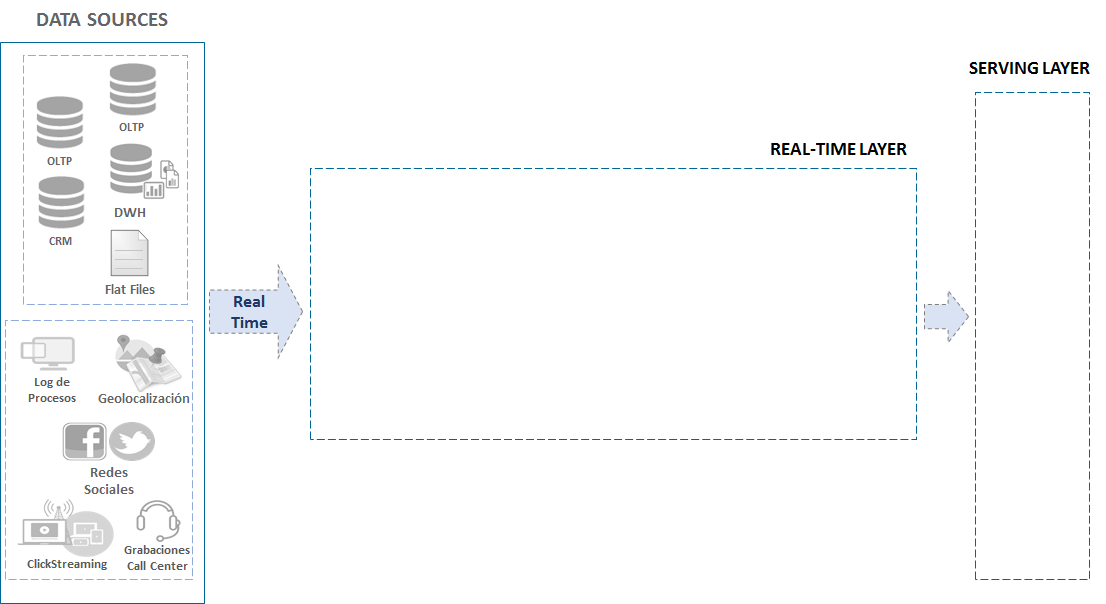 DATA SOURCES
OLTP
OLTP
DWH
CRM
Flat Files
Log de
Procesos
Geolocalización
Redes
Sociales
ClickStreaming
Grabaciones
Call Center
Real
Time
REAL-TIME LAYER
SERVING LAYER